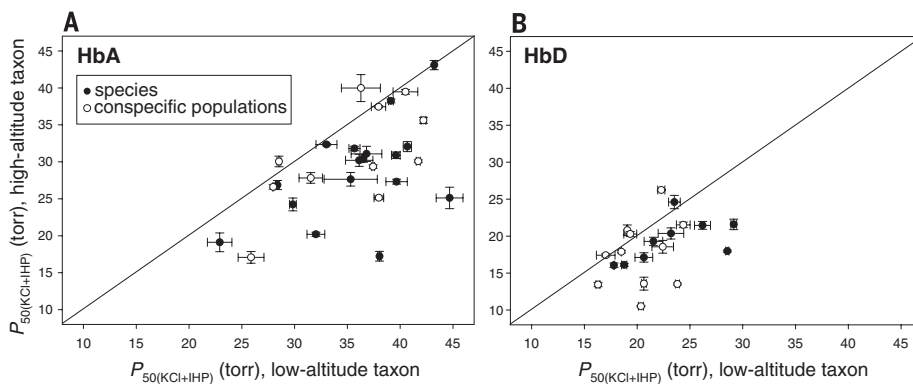 A
HbA
species
conspecific populations
P50(KCl+IHP) (torr), high-altitude taxon
45
40
35
30
25
20
15
10
10 15 20 25 30 35 40 45
P50(KCl+IHP) (torr), low-altitude taxon
B
HbD
45
40
35
30
25
20
15
10
10 15 20 25 30 35 40 45
P50(KCl+IHP) (torr), low-altitude taxon